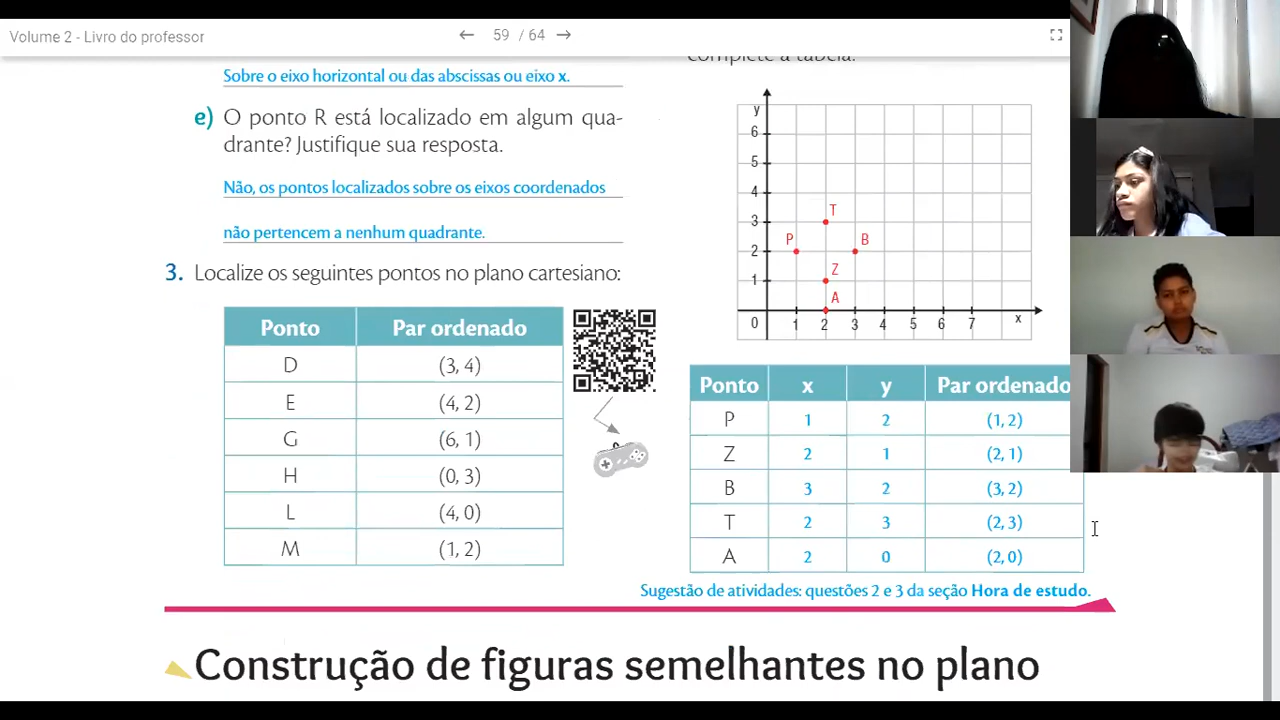 Volume 2 - Livro do professor
59 / 64
Sobre o eixo horizontal ou das abscissas ou eixo x.
e) O ponto R está localizado em algum qua-
drante? Justifique sua resposta.
Não, os pontos localizados sobre os eixos coordenados
não pertencem a nenhum quadrante.
3. Localize os seguintes pontos no plano cartesiano:
Ponto Par ordenado
D (3, 4)
E (4, 2)
G (6, 1)
H (0, 3)
L (4, 0)
M (1, 2)
complete a tabela.
y
6
5
4
3 T
2 P B
1 Z
A
0 1 2 3 4 5 6 7 x
Ponto x y Par ordenado
P 1 2 (1, 2)
Z 2 1 (2, 1)
B 3 2 (3, 2)
T 2 3 (2, 3)
A 2 0 (2, 0)
Sugestão de atividades: questões 2 e 3 da seção Hora de estudo.
Construção de figuras semelhantes no plano